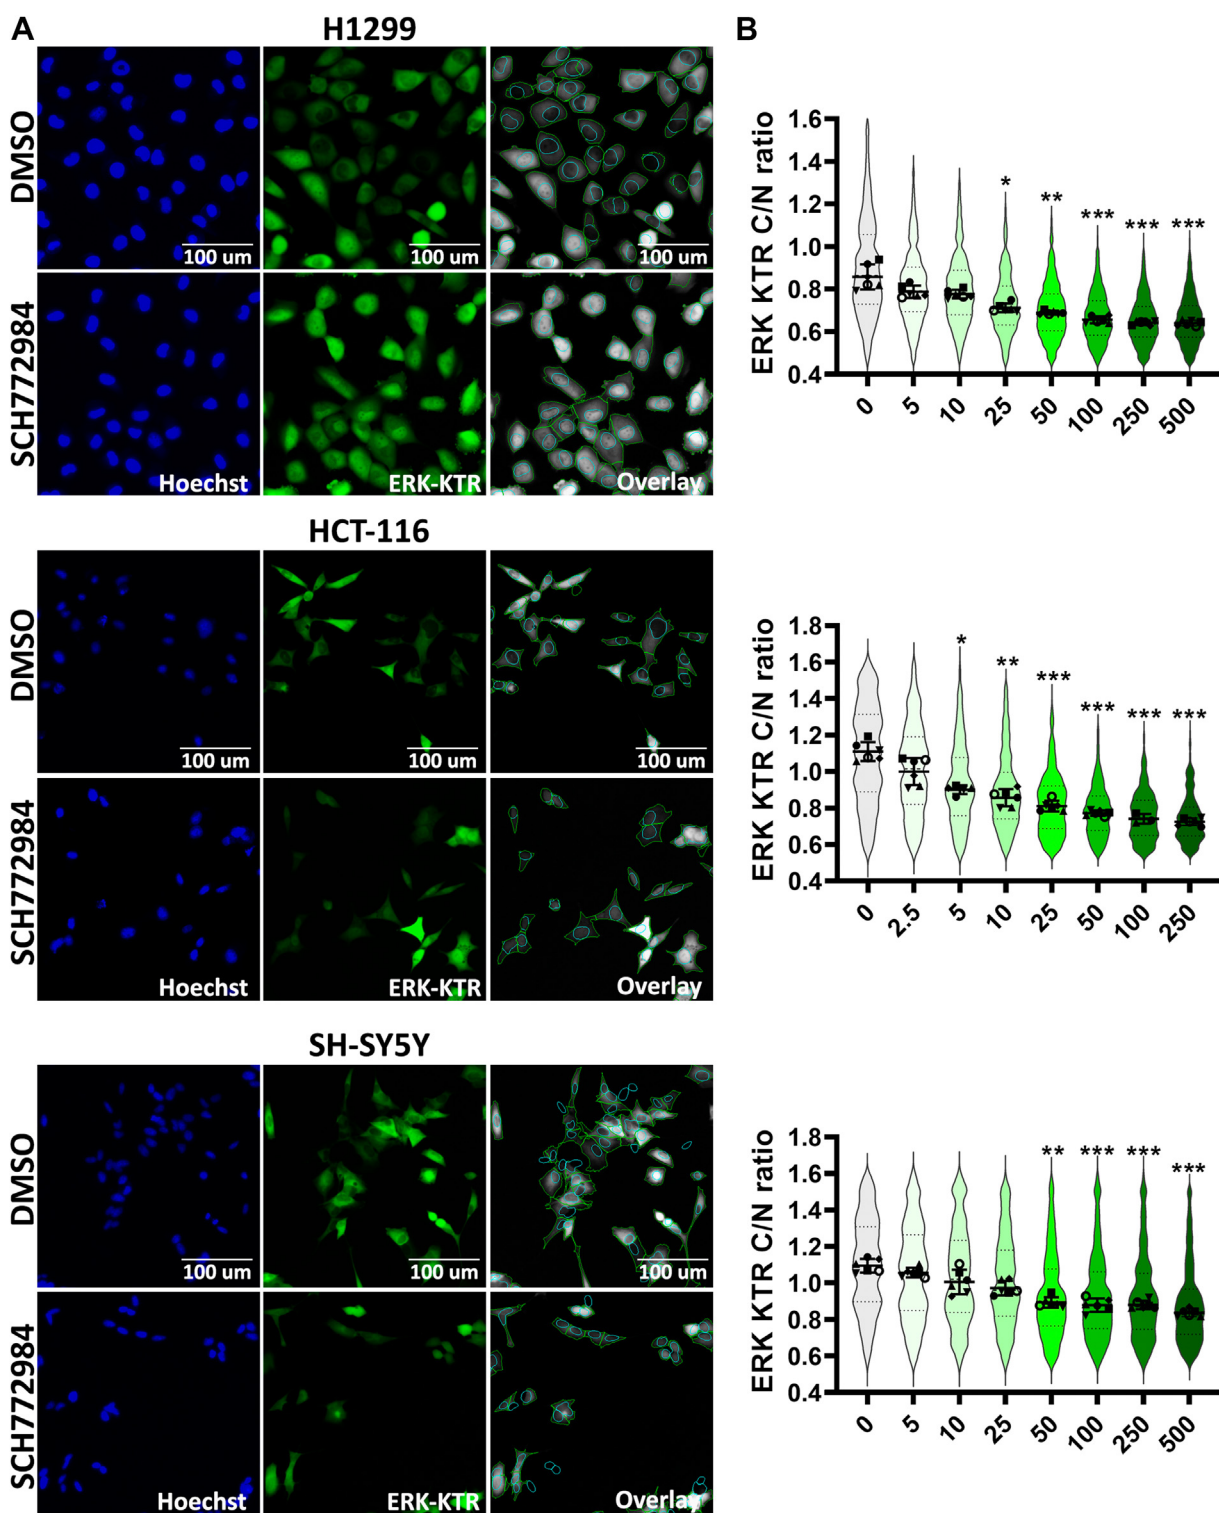 A
H1299
DMSO
100 um
100 um
100 um
SCH772984
Hoechst
ERK-KTR
Overlay
HCT-116
DMSO
100 um
100 um
100 um
SCH772984
Hoechst
ERK-KTR
Overlay
SH-SY5Y
DMSO
100 um
100 um
100 um
SCH772984
Hoechst
ERK-KTR
Overlay
B
ERK KTR C/N ratio
1.6
1.4
1.2
1.0
0.8
0.6
0.4
* ** *** *** ***
0 5 10 25 50 100 250 500
ERK KTR C/N ratio
1.8
1.6
1.4
1.2
1.0
0.8
0.6
0.4
* ** *** *** *** ***
0 2.5 5 10 25 50 100 250
ERK KTR C/N ratio
1.8
1.6
1.4
1.2
1.0
0.8
0.6
0.4
** *** *** ***
0 5 10 25 50 100 250 500